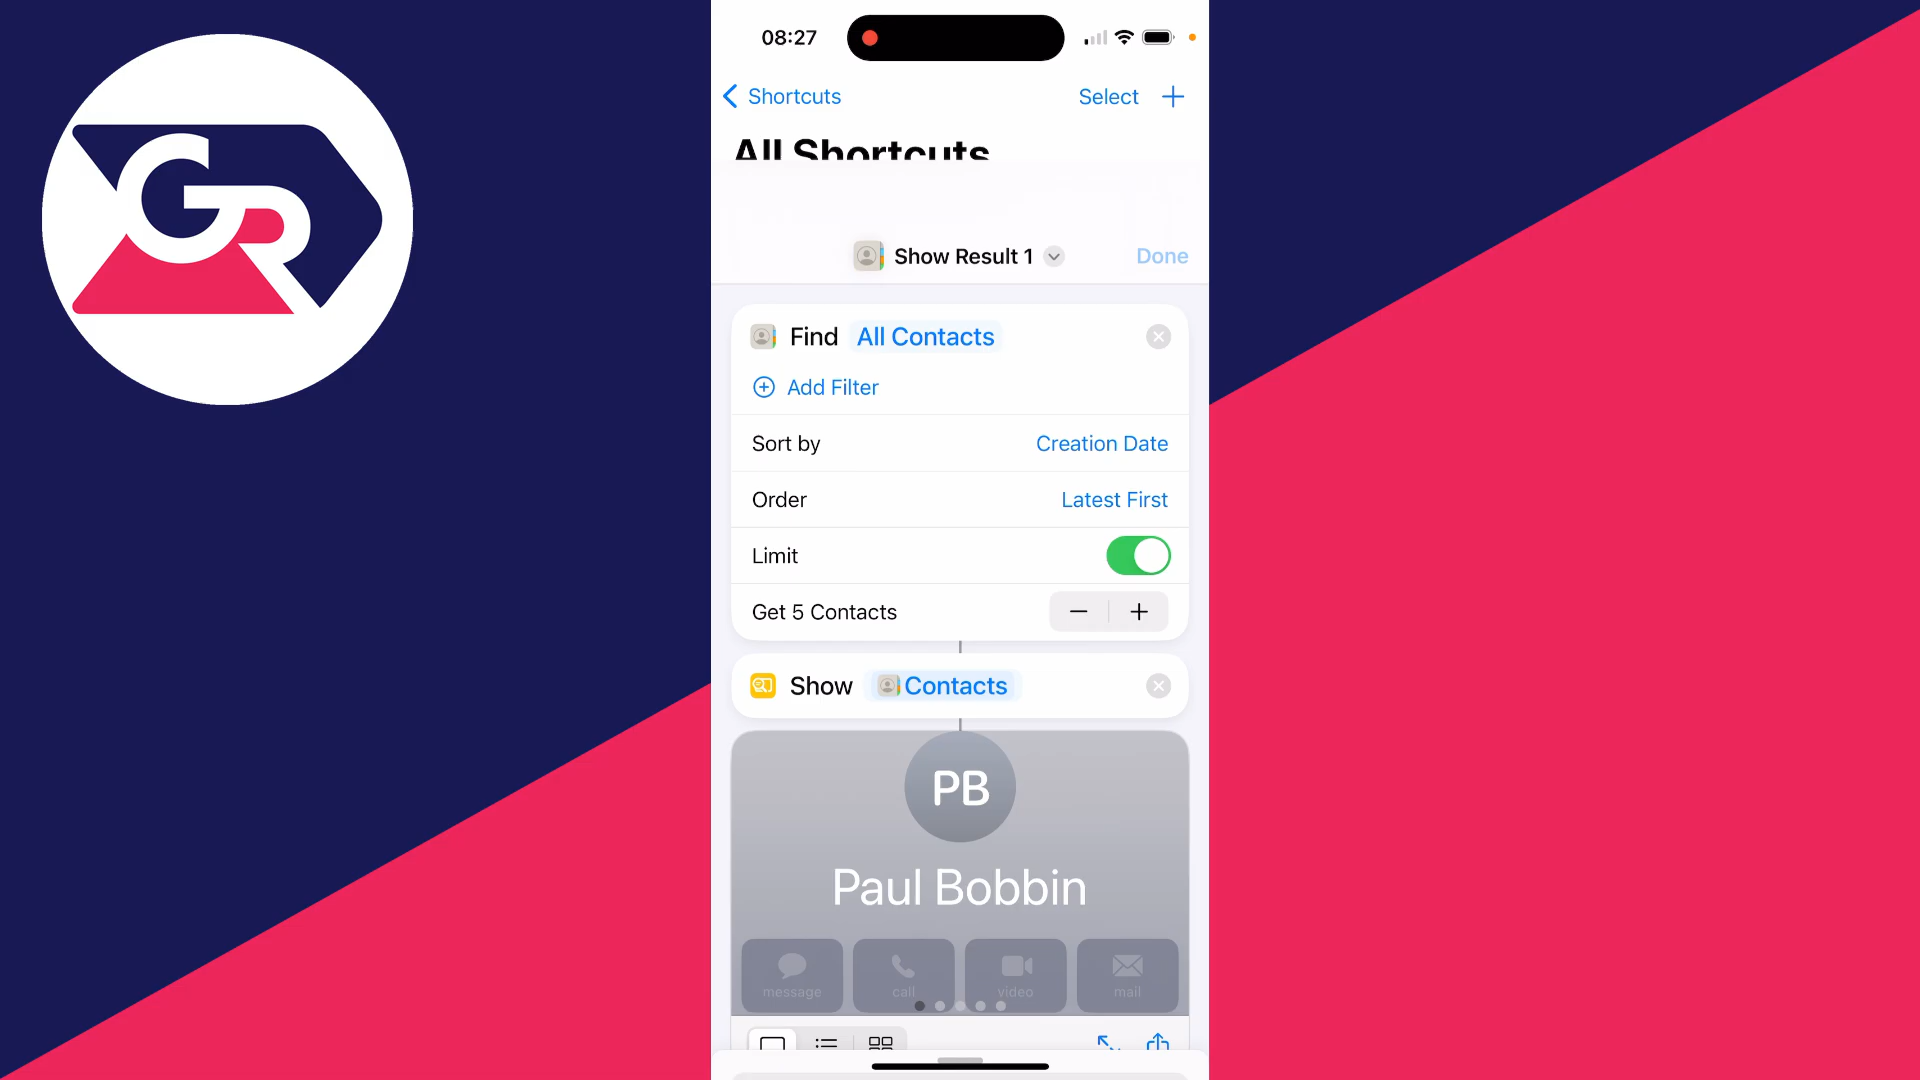 GR
08:27
Shortcuts
Select
All Shortcuts
Show Result 1
Done
Find All Contacts
Add Filter
Sort by
Creation Date
Order
Latest First
Limit
Get 5 Contacts
Show Contacts
PB
Paul Bobbin
message
call
video
mail